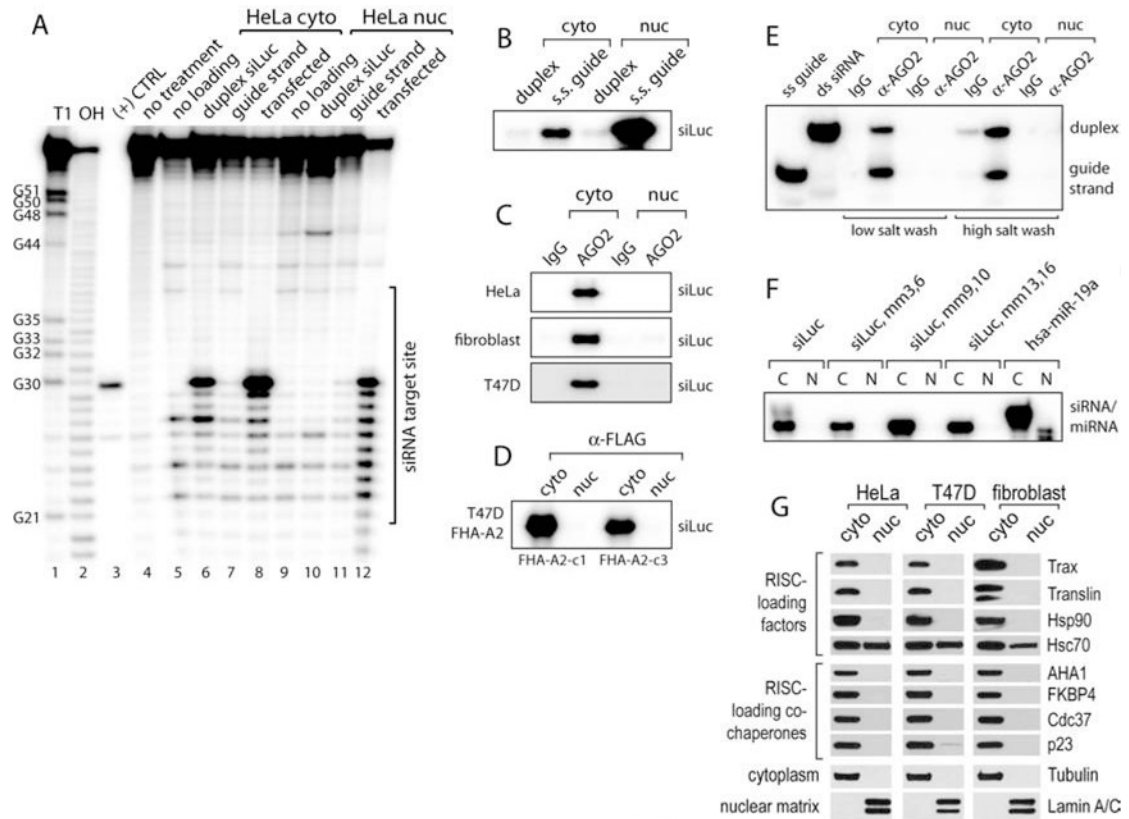 A
HeLa cyto
HeLa nuc
T1
OH
(+) CTRL
no treatment
no loading
duplex siLuc
guide strand
transfected
no loading
duplex siLuc
guide strand
transfected
G51
G50
G48
G44
G35
G33
G32
G30
G21
siRNA target site
1 2 3 4 5 6 7 8 9 10 11 12
B
cyto nuc
duplex
s.s. guide
duplex
s.s. guide
siLuc
C
cyto nuc
IgG
AGO2
IgG
AGO2
HeLa siLuc
fibroblast siLuc
T47D siLuc
D
α-FLAG
cyto
nuc
cyto
nuc
T47D
FHA-A2
siLuc
FHA-A2-c1 FHA-A2-c3
E
cyto nuc cyto nuc
ss guide
ds siRNA
IgG
α-AGO2
IgG
α-AGO2
IgG
α-AGO2
IgG
α-AGO2
duplex
guide
strand
low salt wash high salt wash
F
siLuc
siLuc, mm3,6
siLuc, mm9,10
siLuc, mm13,16
hsa-miR-19a
C N C N C N C N C N
siRNA/
miRNA
G
HeLa T47D fibroblast
cyto
nuc
cyto
nuc
cyto
nuc
RISC-
loading
factors
Trax
Translin
Hsp90
Hsc70
RISC-
loading co-
chaperones
AHA1
FKBP4
Cdc37
p23
cytoplasm Tubulin
nuclear matrix Lamin A/C